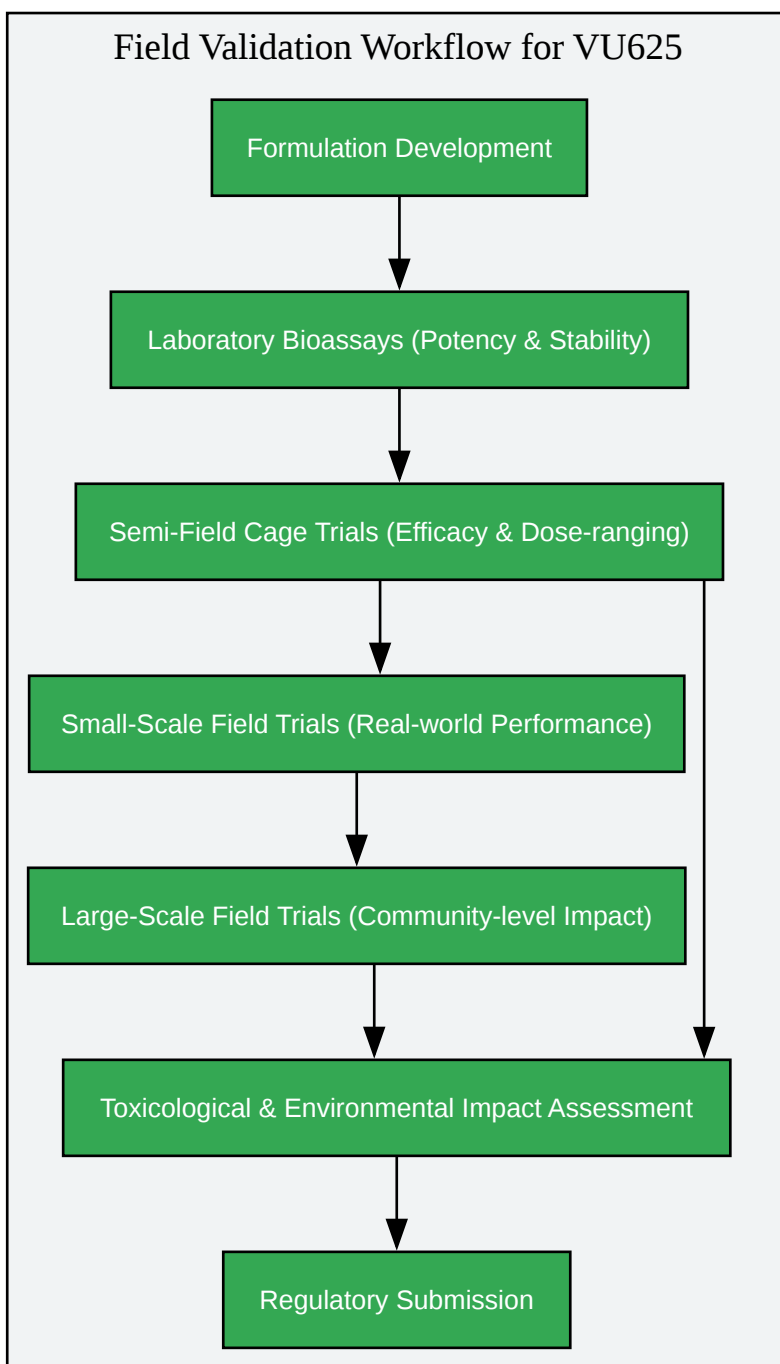 Field Validation Workflow for VU625
Formulation Development
Laboratory Bioassays (Potency & Stability)
Semi-Field Cage Trials (Efficacy & Dose-ranging)
Small-Scale Field Trials (Real-world Performance)
Large-Scale Field Trials (Community-level Impact)
Toxicological & Environmental Impact Assessment
Regulatory Submission